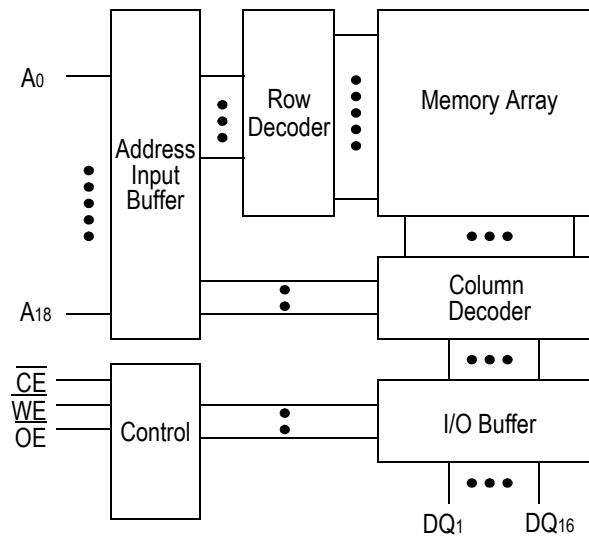 A0
Address
Input
Buffer
Row
Decoder
Memory Array
A18
Column
Decoder
CE
WE
OE
Control
I/O Buffer
DQ1
DQ16